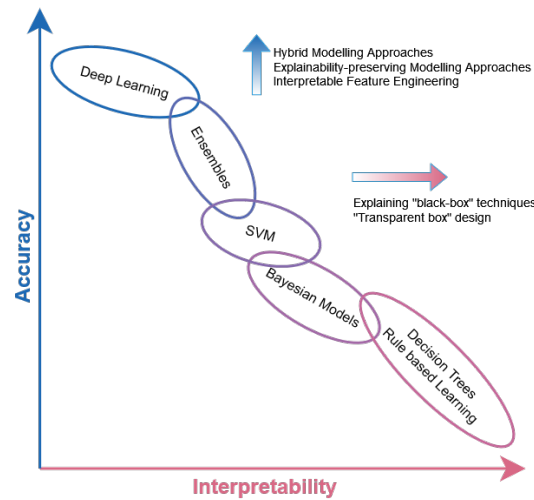 Hybrid Modelling Approaches
Explainability-preserving Modelling Approaches
Interpretable Feature Engineering
Deep Learning
Ensembles
Explaining "black-box" techniques
"Transparent box" design
SVM
Bayesian Models
Decision Trees
Rule based Learning
Accuracy
Interpretability